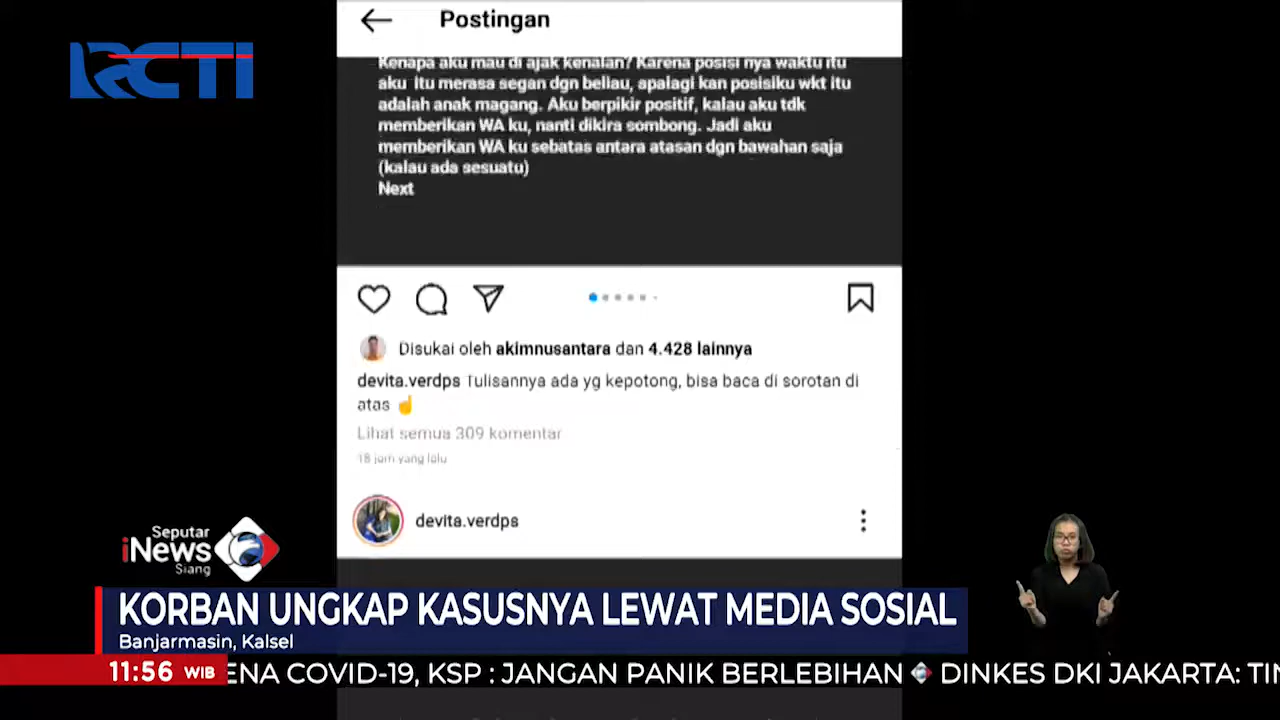 RCTI
Postingan
Kenapa aku mau di ajak kenalan? Karena posisi nya waktu itu
aku itu merasa segan dgn beliau, apalagi kan posisiku wkt itu
adalah anak magang. Aku berpikir positif, kalau aku tdk
memberikan WA ku, nanti dikira sombong. Jadi aku
memberikan WA ku sebatas antara atasan dgn bawahan saja
(kalau ada sesuatu)
Next
Disukai oleh akimnusantara dan 4.428 lainnya
devita.verdps Tulisannya ada yg kepotong, bisa baca di sorotan di
atas ☝
Lihat semua 309 komentar
18 jam yang lalu
devita.verdps
Seputar
iNews
Siang
KORBAN UNGKAP KASUSNYA LEWAT MEDIA SOSIAL
Banjarmasin, Kalsel
11:56 WIB ENA COVID-19, KSP : JANGAN PANIK BERLEBIHAN DINKES DKI JAKARTA: TIN